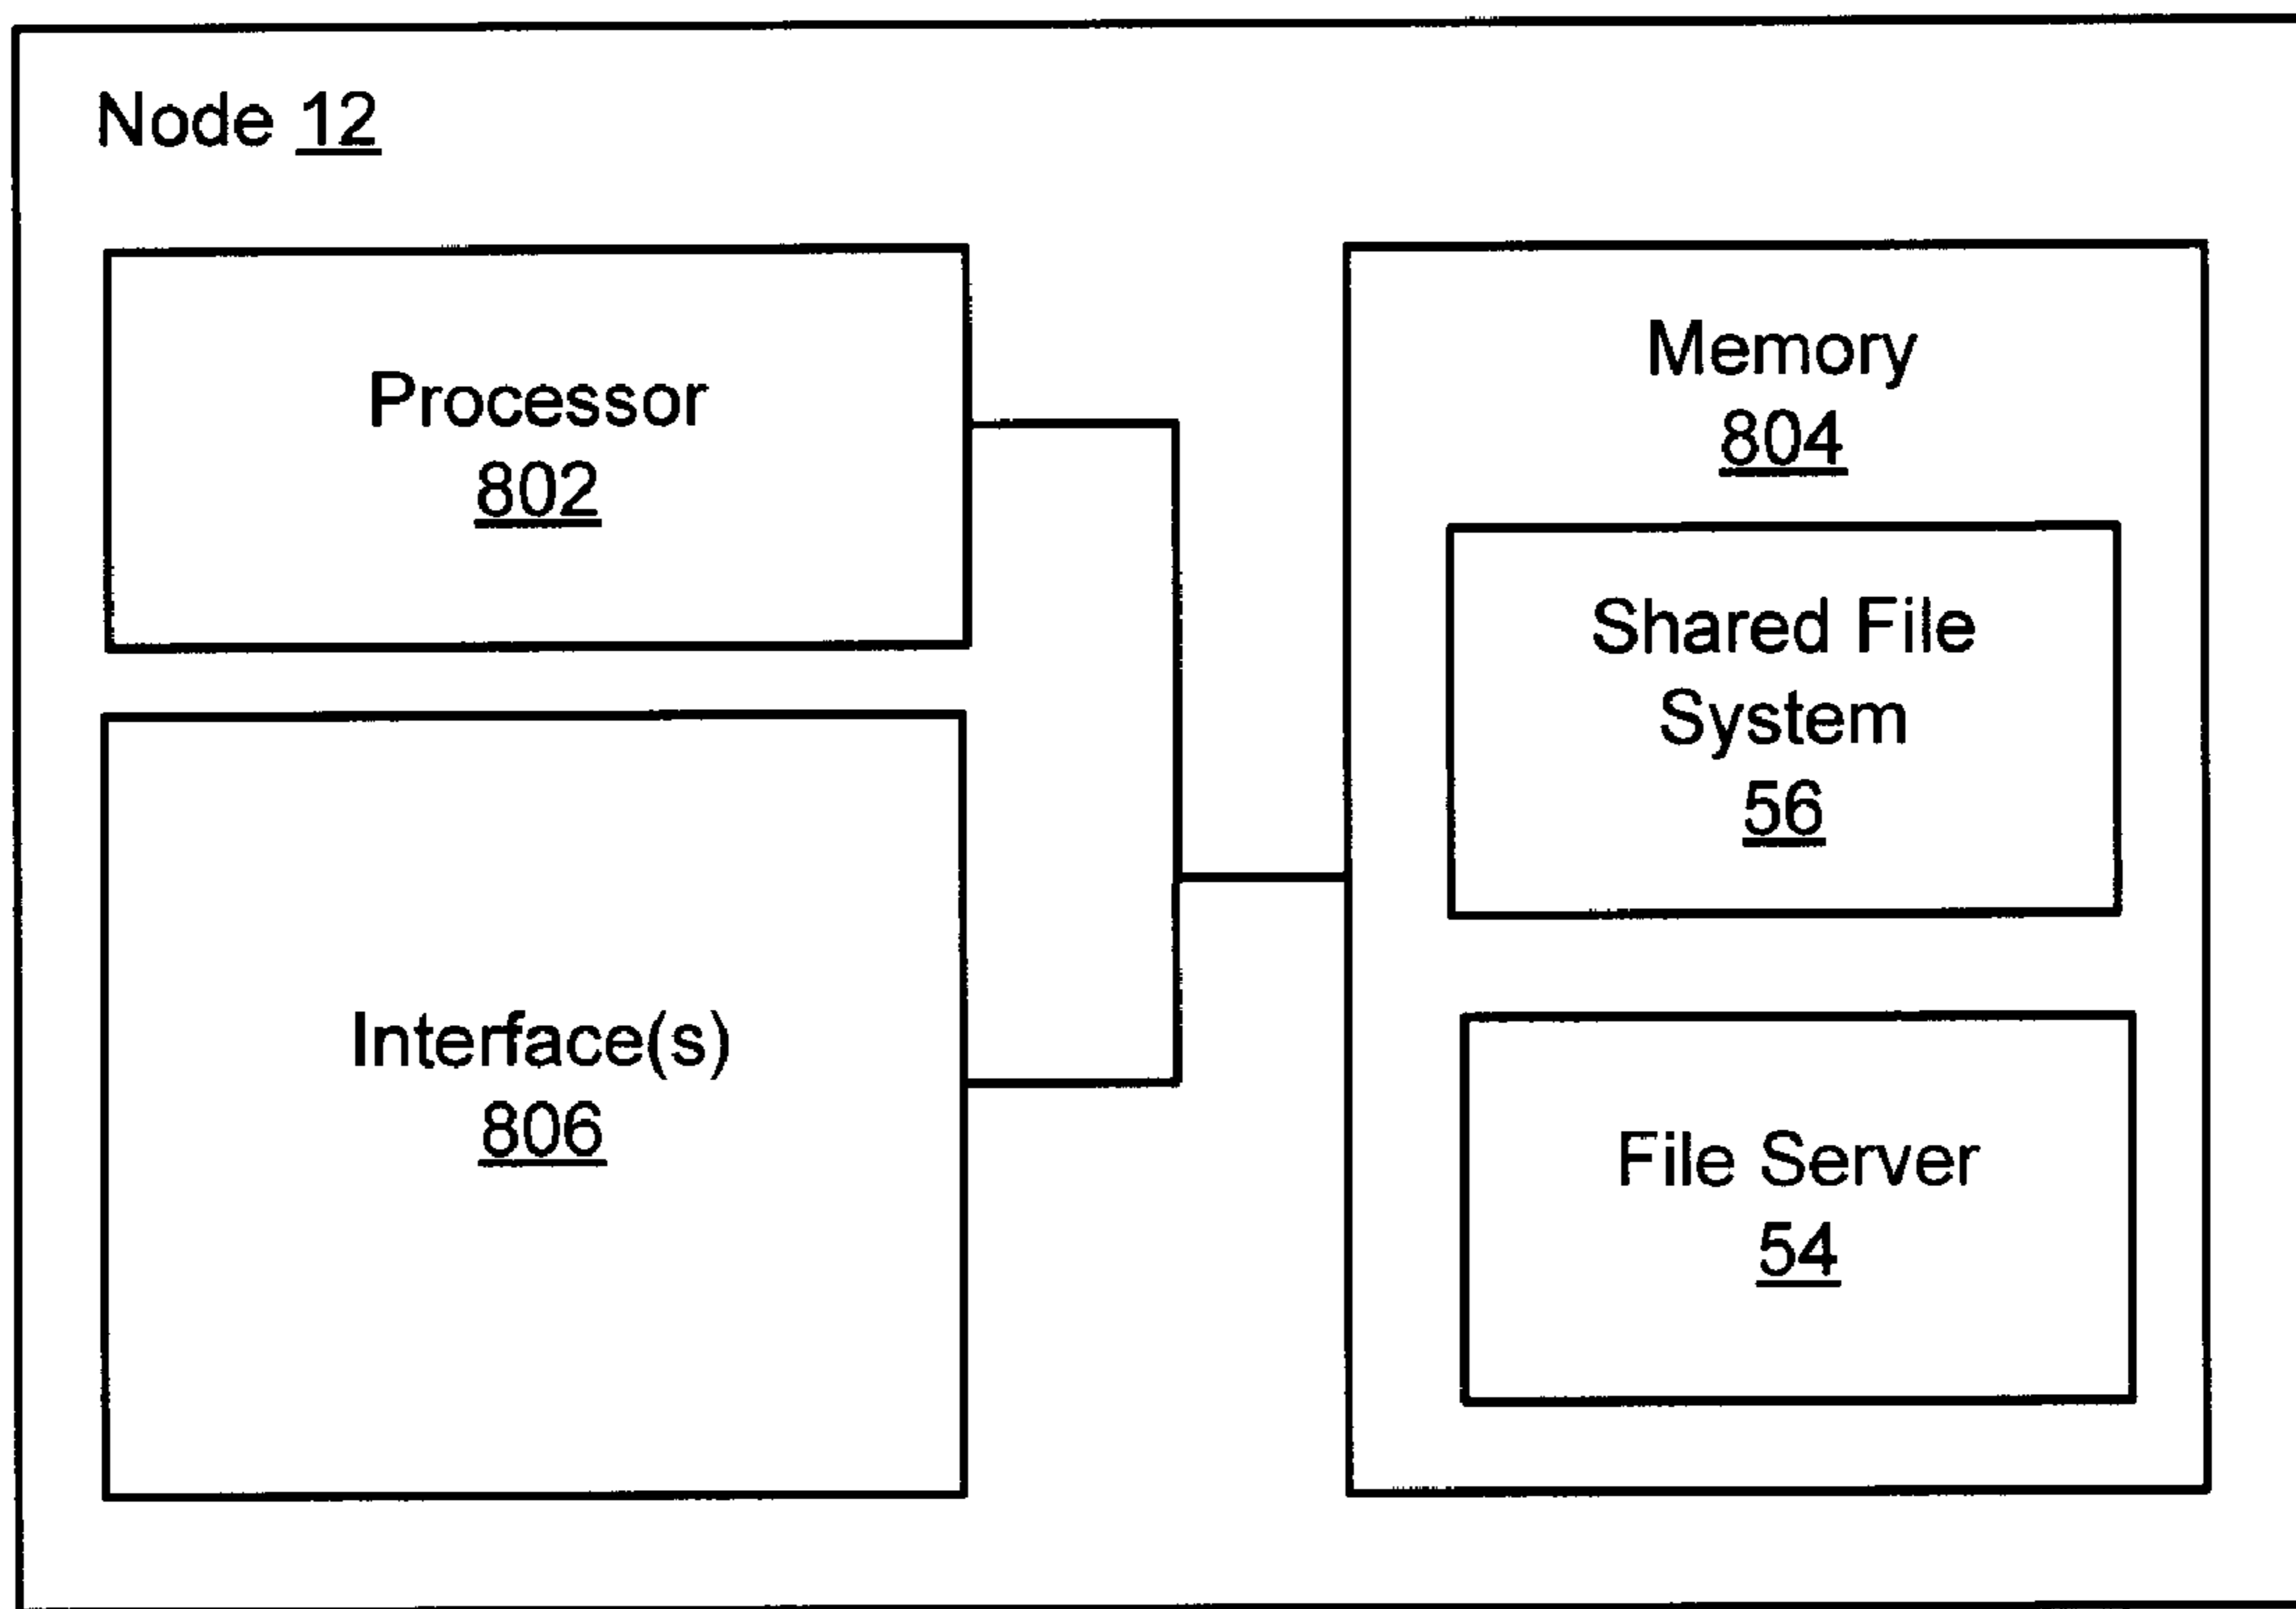 Node 12
Processor
802
Interface(s)
806
Memory
804
Shared File
System
56
File Server
54